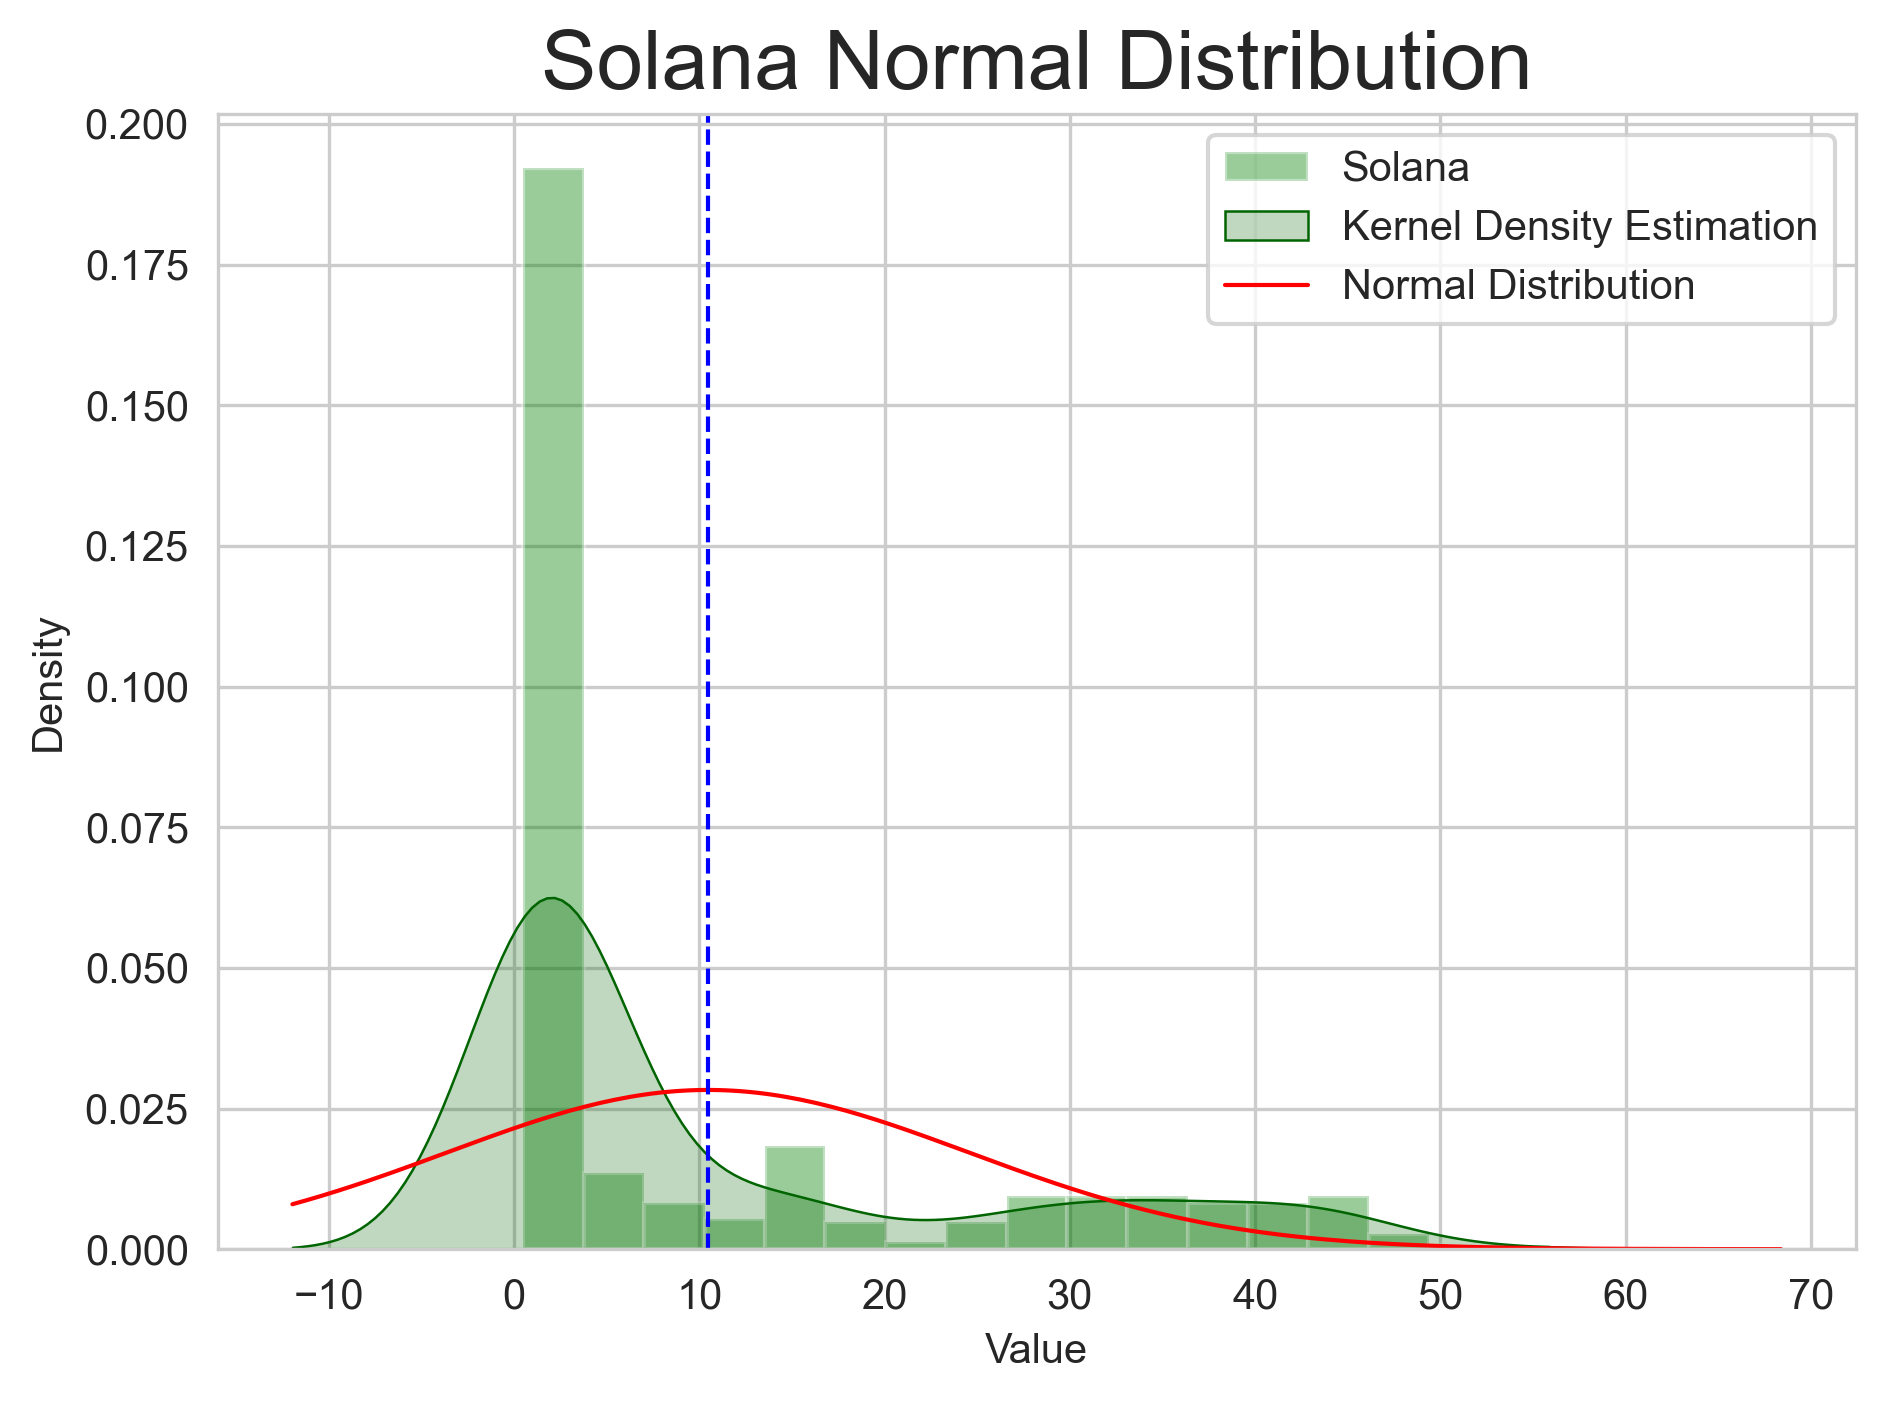 Solana Normal Distribution
Solana
Kernel Density Estimation
Normal Distribution
0.200
0.175
0.150
0.125
0.100
0.075
0.050
0.025
0.000
Density
−10 0 10 20 30 40 50 60 70
Value